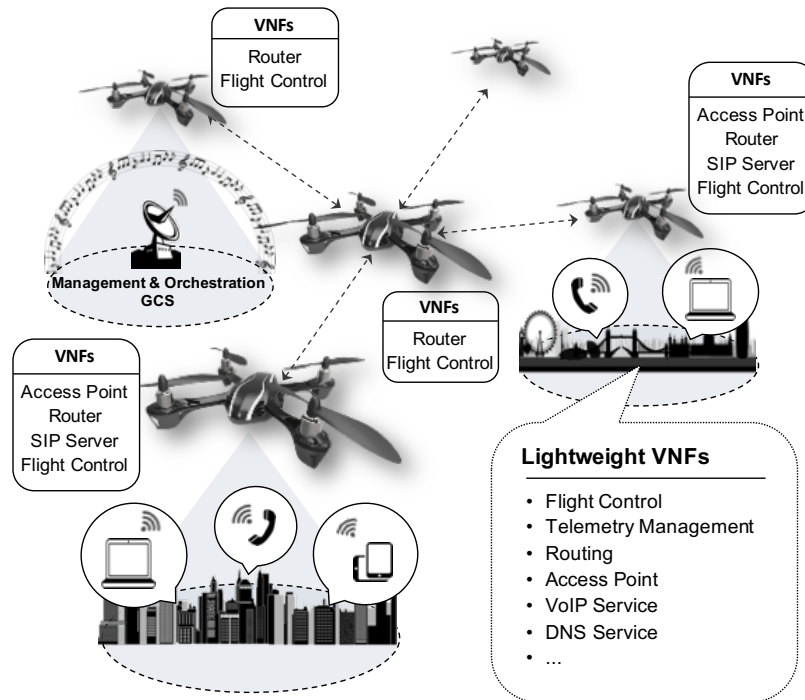 VNFs
Router
Flight Control
VNFs
Access Point
Router
SIP Server
Flight Control
Management & Orchestration
GCS
VNFs
Router
Flight Control
VNFs
Access Point
Router
SIP Server
Flight Control
Lightweight VNFs
• Flight Control
• Telemetry Management
• Routing
• Access Point
• VoIP Service
• DNS Service
• ...